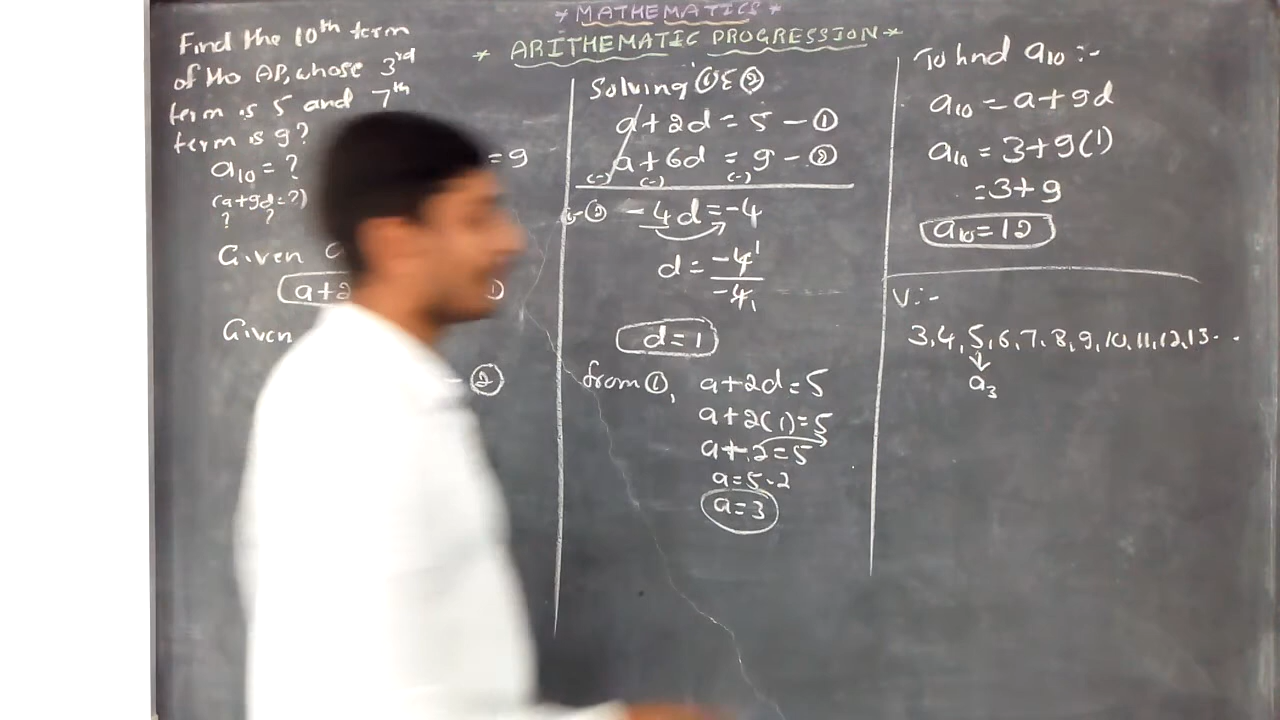 * MATHEMATICS *
* ARITHEMATIC PROGRESSION *
Find the 10th term
of the AP, whose 3rd
term is 5 and 7th
term is 9?
a10 = ?
= 9
(a+9d=?)
? ?
Given a
a+2
Given
- ②
Solving ① & ②
a+2d = 5 - ①
a+6d = 9 - ②
(-) (-) (-)
-4d = -4
d = -4 1
-4 1
d=1
from ①, a+2d=5
a+2(1)=5
a+2=5
a=5-2
a=3
To find a10 :-
a10 = a+9d
a10 = 3+9(1)
=3+9
a10=12
V:-
3,4,5,6,7,8,9,10,11,12,13...
a3